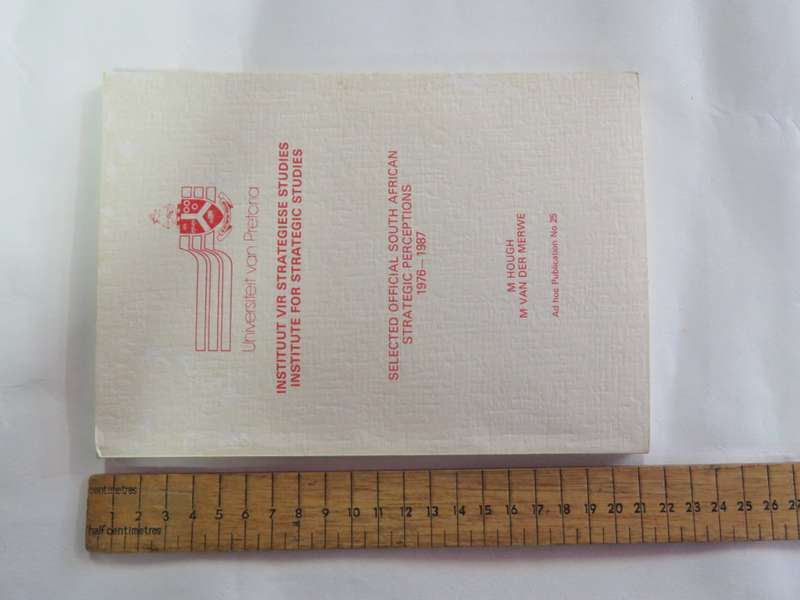 Universiteit van Pretoria
INSTITUUT VIR STRATEGIESE STUDIES
INSTITUTE FOR STRATEGIC STUDIES
SELECTED OFFICIAL SOUTH AFRICAN
STRATEGIC PERCEPTIONS
1976–1987
M HOUGH
M VAN DER MERWE
Ad hoc Publication No 25
centimetres
1 2 3 4 5 6 7 8 9 10 11 12 13 14 15 16 17 18 19 20 21 22 23 24 25 26 27
half centimetres